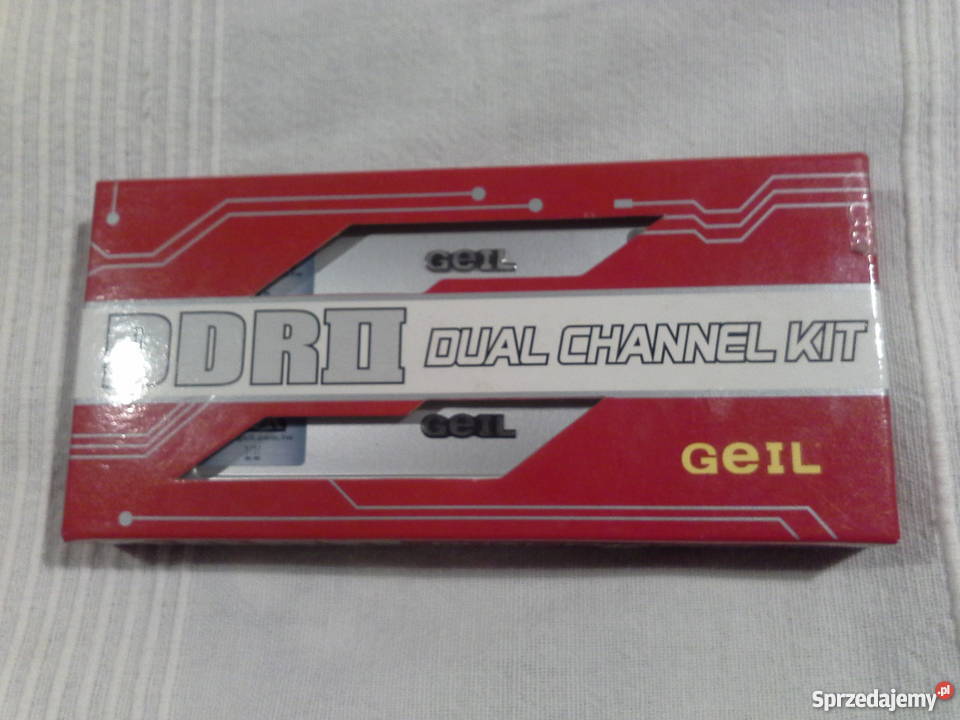 GeIL
DDRII DUAL CHANNEL KIT
GeIL
GeIL
Sprzedajemy.pl